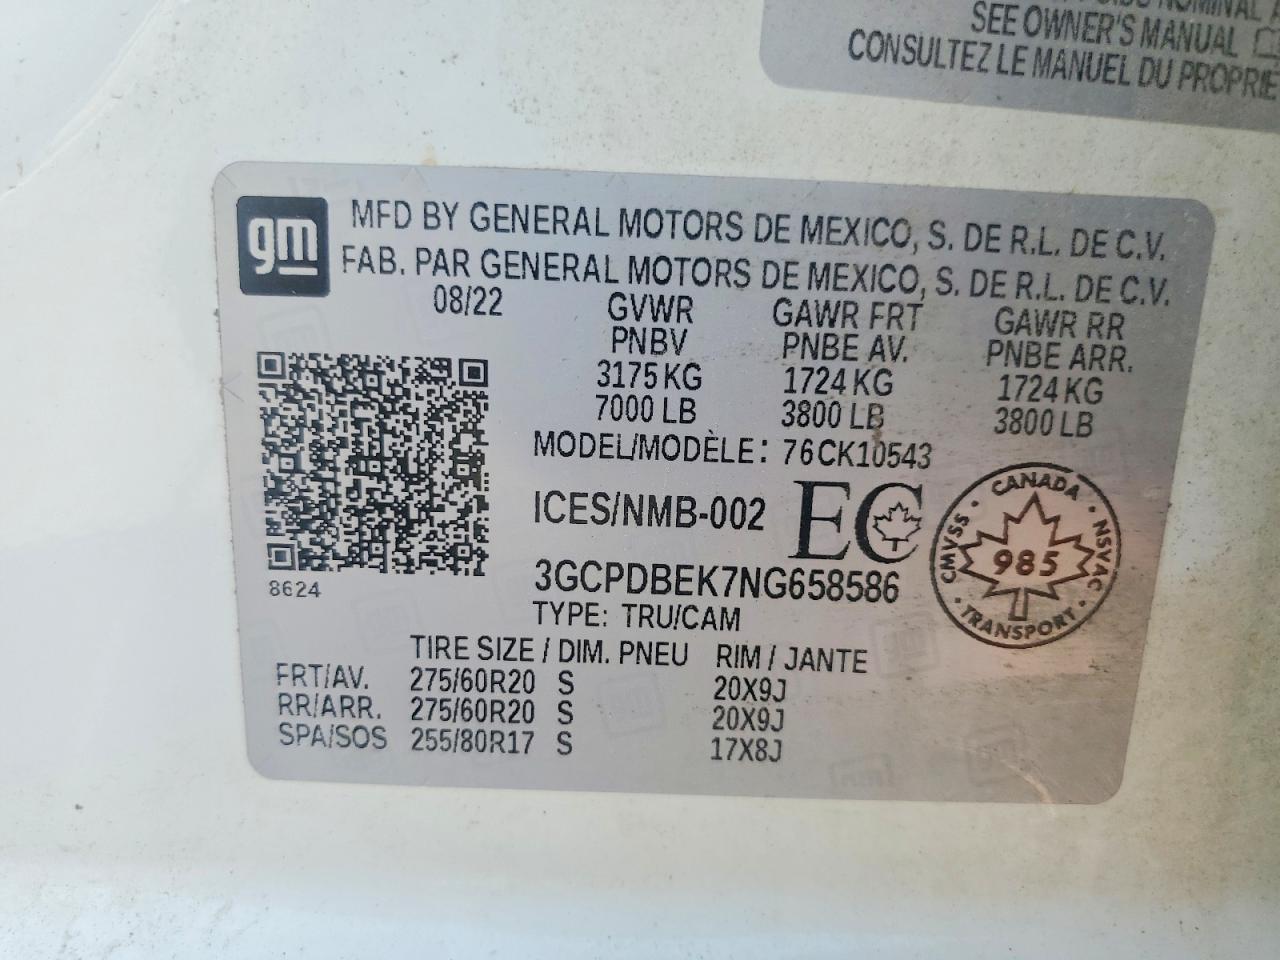 NOMINAL
SEE OWNER'S MANUAL
CONSULTEZ LE MANUEL DU PROPRIE
gm
MFD BY GENERAL MOTORS DE MEXICO, S. DE R.L. DE C.V.
FAB. PAR GENERAL MOTORS DE MEXICO, S. DE R.L. DE C.V.
08/22 GVWR GAWR FRT GAWR RR
PNBV PNBE AV. PNBE ARR.
3175 KG 1724 KG 1724 KG
7000 LB 3800 LB 3800 LB
MODEL/MODÈLE: 76CK10543
ICES/NMB-002 EC
CANADA
CMVSS · NSVAC
985
TRANSPORT
3GCPDBEK7NG658586
8624
TYPE: TRU/CAM
TIRE SIZE / DIM. PNEU RIM / JANTE
FRT/AV. 275/60R20 S 20X9J
RR/ARR. 275/60R20 S 20X9J
SPA/SOS 255/80R17 S 17X8J